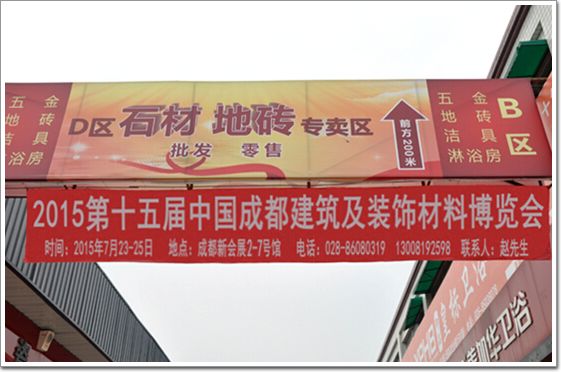 五金
地砖
洁具
淋浴房
D区 石材 地砖 专卖区
批发 零售
前方200米
五金
地砖
洁具
淋浴房
B区
2015第十五届中国成都建筑及装饰材料博览会
时间：2015年7月23-25日 地点：成都新会展2-7号馆 电话：028-86080319 13008192598 联系人：赵先生